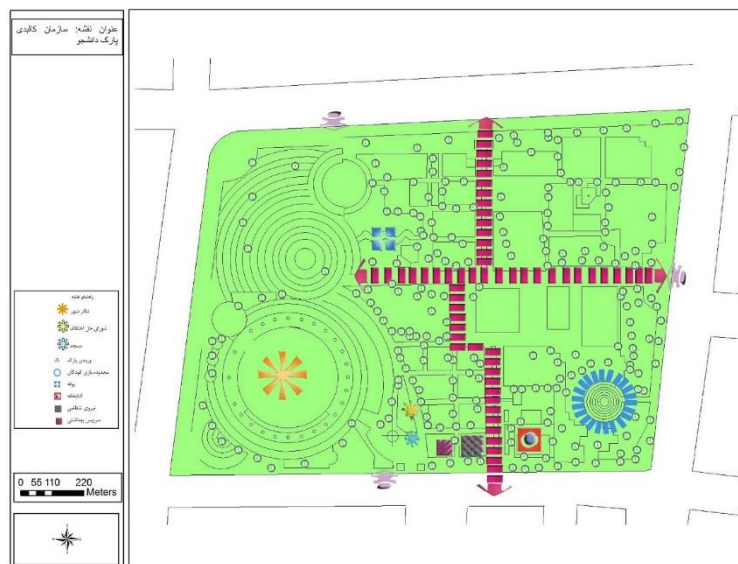 عنوان نقشه: سازمان کالبدی
پارک دانشجو
راهنمای نقشه
تئاتر شهر
شورای حل اختلاف
مسجد
ورودی پارک
محدوده بازی کودکان
بوفه
کتابخانه
نیروی انتظامی
سرویس بهداشتی
0 55 110 220
Meters